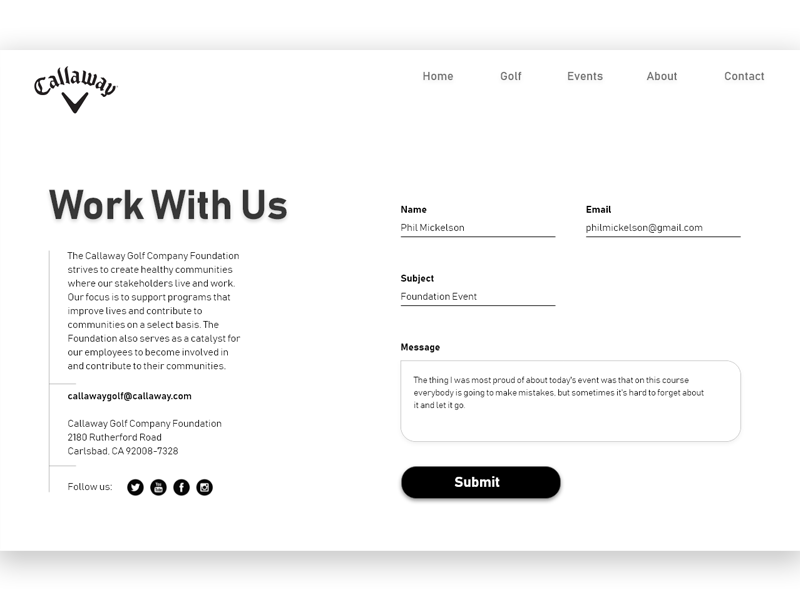 Callaway
Home Golf Events About Contact
Work With Us
The Callaway Golf Company Foundation
strives to create healthy communities
where our stakeholders live and work.
Our focus is to support programs that
improve lives and contribute to
communities on a select basis. The
Foundation also serves as a catalyst for
our employees to become involved in
and contribute to their communities.
callawaygolf@callaway.com
Callaway Golf Company Foundation
2180 Rutherford Road
Carlsbad, CA 92008-7328
Follow us:
Name
Phil Mickelson
Email
philmickelson@gmail.com
Subject
Foundation Event
Message
The thing I was most proud of about today's event was that on this course
everybody is going to make mistakes, but sometimes it's hard to forget about
it and let it go.
Submit